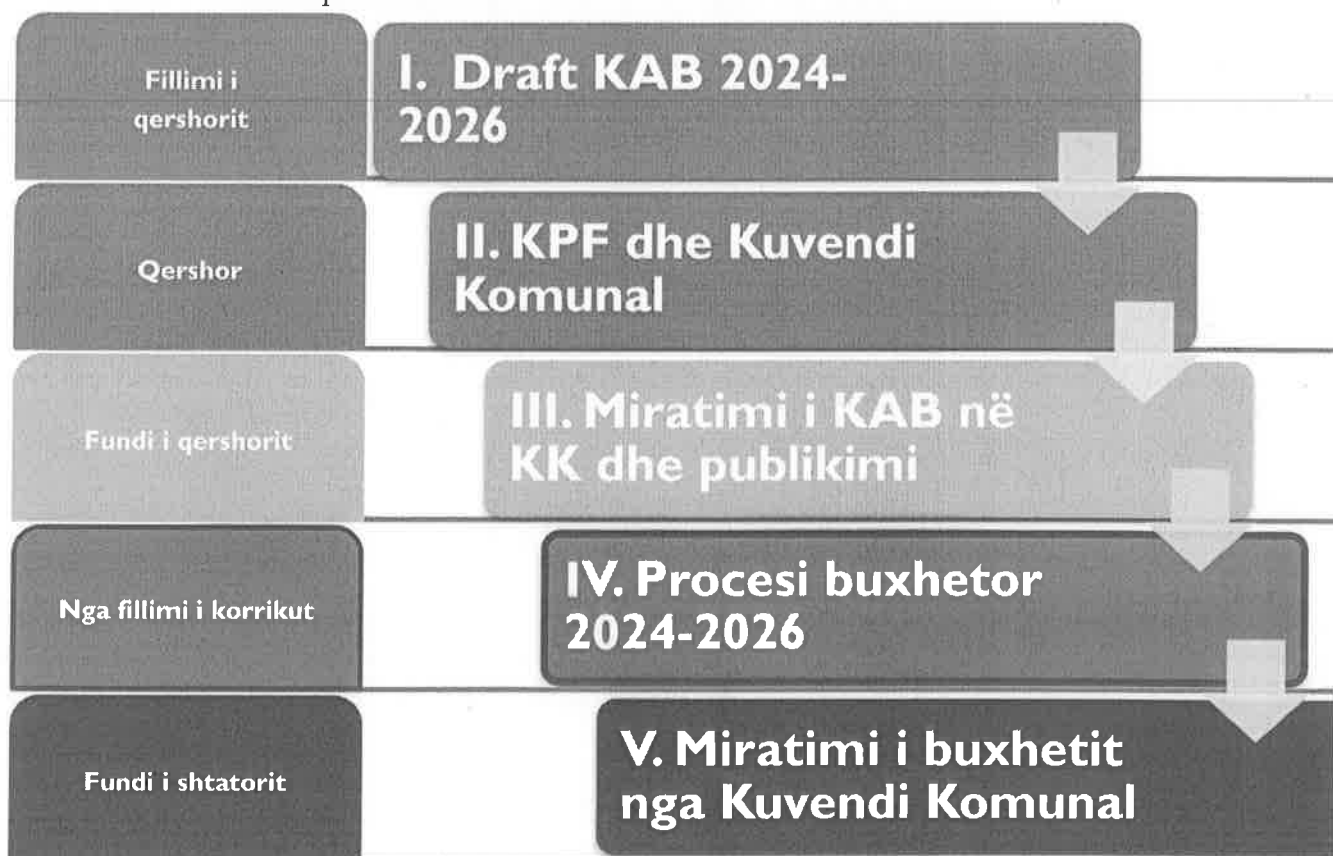 Fillimi i
qershorit
I. Draft KAB 2024-
2026
Qershor
II. KPF dhe Kuvendi
Komunal
Fundi i qershorit
III. Miratimi i KAB në
KK dhe publikimi
Nga fillimi i korrikut
IV. Procesi buxhetor
2024-2026
Fundi i shtatorit
V. Miratimi i buxhetit
nga Kuvendi Komunal